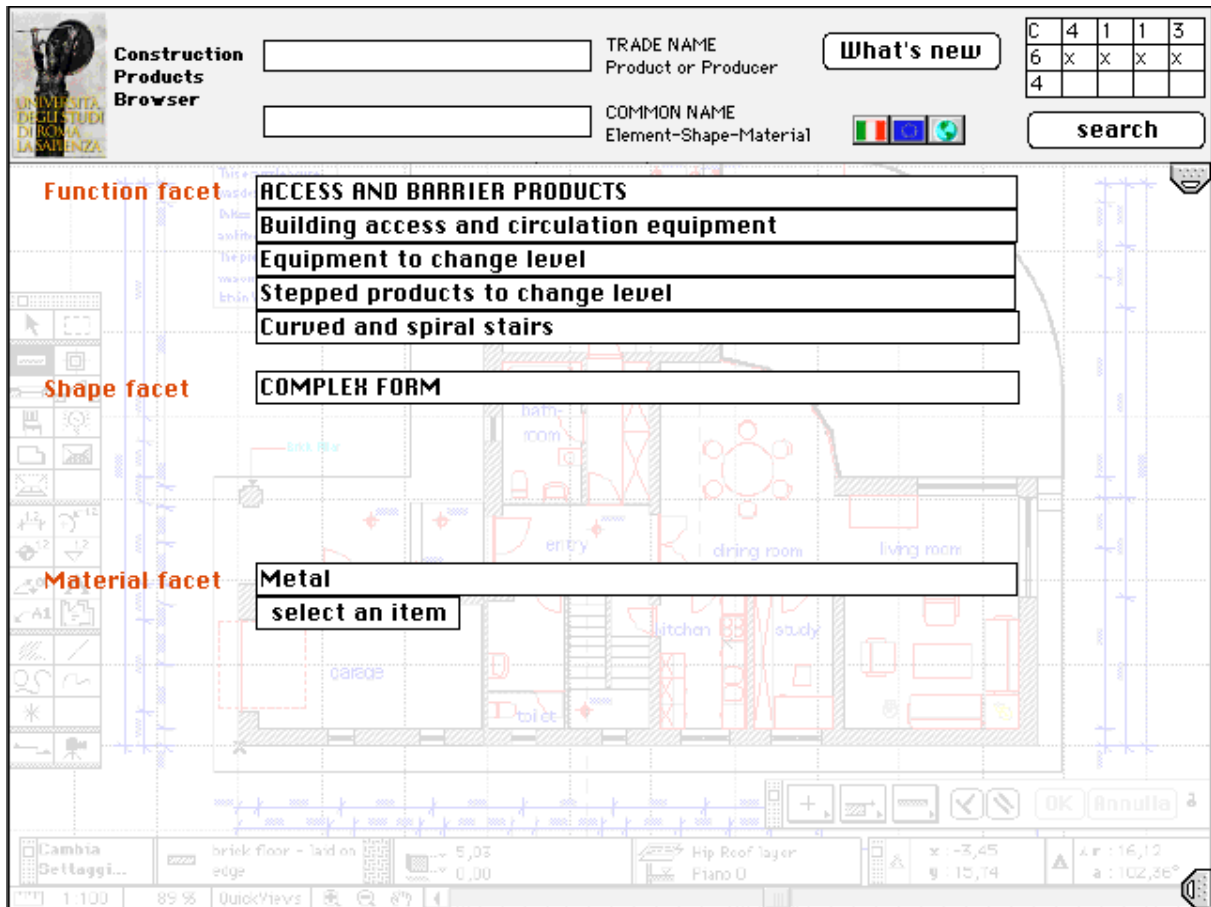 Construction
Products
Browser
UNIVERSITÀ
DEGLI STUDI
DI ROMA
LA SAPIENZA
TRADE NAME
Product or Producer
COMMON NAME
Element-Shape-Material
What's new
C 4 1 1 3
6 x x x x
4
search
Function facet
ACCESS AND BARRIER PRODUCTS
Building access and circulation equipment
Equipment to change level
Stepped products to change level
Curved and spiral stairs
Shape facet
COMPLEX FORM
bath-
room
Brick Pillar
entry
dining room
living room
Material facet
Metal
select an item
A1
kitchen
study
garage
toilet
OK
Annulla
Cambia
Settaggi...
brick floor - laid on
edge
5,03
0,00
Hip Roof layer
Piano 0
x :-3,45
y :15,74
r :16,12
a :102,36°
1:100
89 %
QuickViews